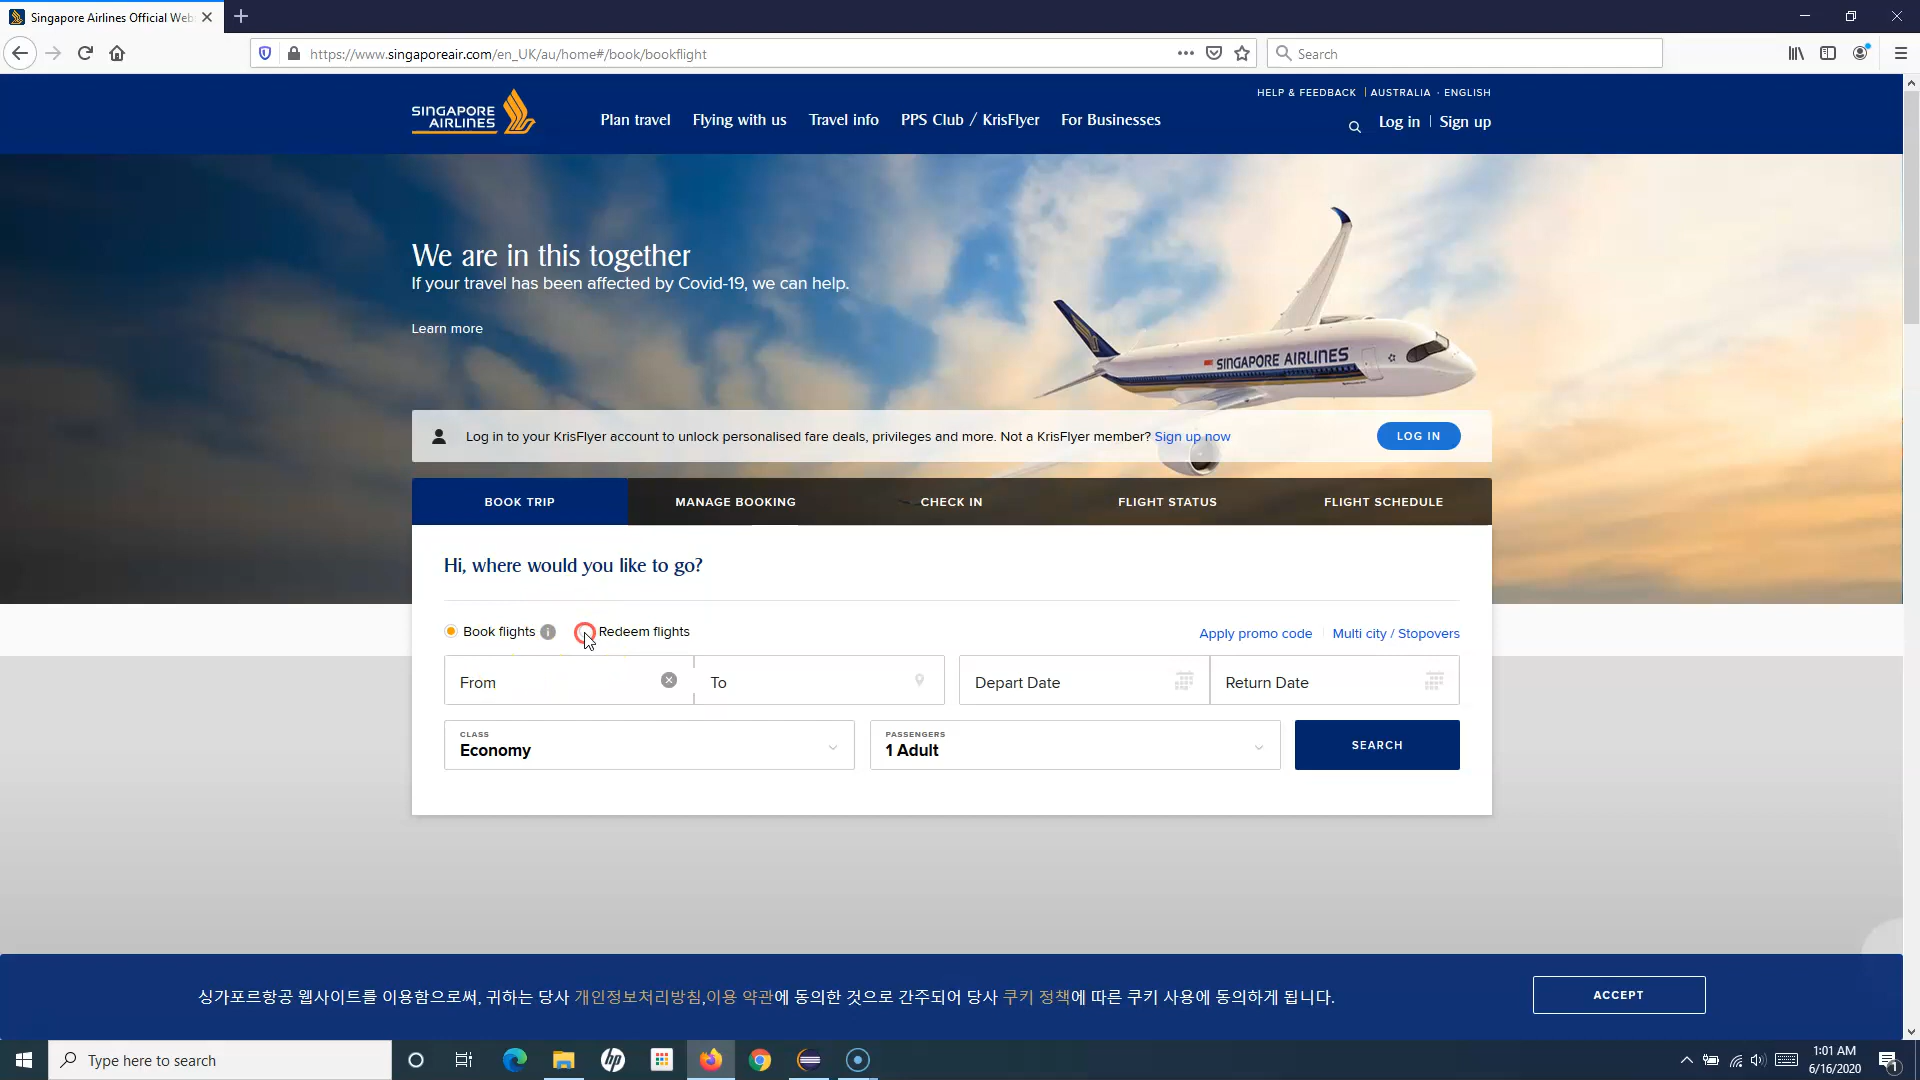 Singapore Airlines Official Web
https://www.singaporeair.com/en_UK/au/home#/book/bookflight
Search
HELP & FEEDBACK | AUSTRALIA · ENGLISH
SINGAPORE AIRLINES
Plan travel
Flying with us
Travel info
PPS Club / KrisFlyer
For Businesses
Log in | Sign up
We are in this together
If your travel has been affected by Covid-19, we can help.
Learn more
SINGAPORE AIRLINES
Log in to your KrisFlyer account to unlock personalised fare deals, privileges and more. Not a KrisFlyer member? Sign up now
LOG IN
BOOK TRIP
MANAGE BOOKING
CHECK IN
FLIGHT STATUS
FLIGHT SCHEDULE
Hi, where would you like to go?
Book flights
Redeem flights
Apply promo code
Multi city / Stopovers
From
To
Depart Date
Return Date
CLASS
Economy
PASSENGERS
1 Adult
SEARCH
싱가포르항공 웹사이트를 이용함으로써, 귀하는 당사 개인정보처리방침,이용 약관에 동의한 것으로 간주되어 당사 쿠키 정책에 따른 쿠키 사용에 동의하게 됩니다.
ACCEPT
Type here to search
hp
1:01 AM
6/16/2020
1